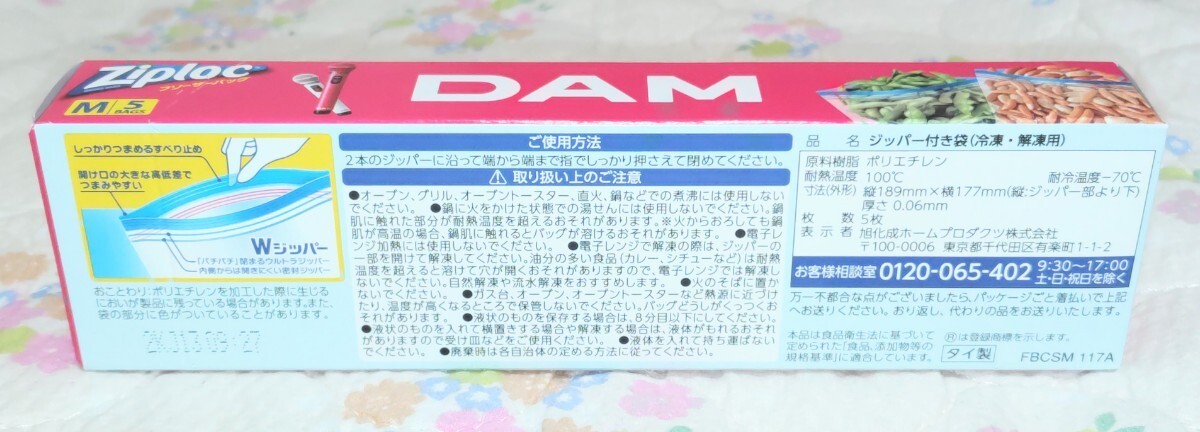 Ziploc
フリーザーバッグ
M 5
BAGS
DAM
しっかりつまめるすべり止め
開け口の大きな高低差で
つまみやすい
Wジッパー
「パチパチ」閉まるウルトラジッパー
内側からは開きにくい密封ジッパー
おことわり:ポリエチレンを加工した際に生じる
においが製品に残っている場合があります。また、
袋の部分に色がついていることがあります。
ご使用方法
2本のジッパーに沿って端から端まで指でしっかり押さえて閉めてください。
取り扱い上のご注意
●オーブン、グリル、オーブントースター、直火、鍋などでの煮沸には使用しない
でください。 ●鍋に火をかけた状態での湯せんには使用しないでください。鍋
肌に触れた部分が耐熱温度を超えるおそれがあります。※火からおろしても鍋
肌が高温の場合、鍋肌に触れるとバッグが溶けるおそれがあります。 ●電子レ
ンジ加熱には使用しないでください。 ●電子レンジで解凍の際は、ジッパーの
一部を開けて解凍してください。油分の多い食品(カレー、シチューなど)は耐熱
温度を超えると溶けて穴が開くおそれがありますので、電子レンジでは解凍しな
いでください。自然解凍や流水解凍をおすすめします。 ●火のそばに置か
ないでください。 ●ガス台、オーブン、オーブントースターなど熱源に近づけ
たり、温度が高くなるところで保管しないでください。バッグどうしがくっつくお
それがあります。 ●液状のものを保存する場合は、8分目以下にしてください。
●液状のものを入れて横置きする場合や解凍する場合は、液体がもれるおそれ
がありますので受け皿などをご使用ください。 ●液体を入れて持ち運ばない
でください。 ●廃棄時は各自治体の定める方法に従ってください。
品 名 ジッパー付き袋(冷凍・解凍用)
原料樹脂 ポリエチレン
耐熱温度 100℃ 耐冷温度-70℃
寸法(外形) 縦189mm×横177mm(縦:ジッパー部より下)
厚さ 0.06mm
枚 数 5枚
表 示 者 旭化成ホームプロダクツ株式会社
〒100-0006 東京都千代田区有楽町1-1-2
お客様相談室 0120-065-402 9:30~17:00
土・日・祝日を除く
万一不都合な点がございましたら、パッケージごと着払いで上記
へお送りください。おり返し、代わりの品をお送りいたします。
本品は食品衛生法に基づいて
定められた「食品、添加物等の
規格基準」に適合しています。
Ⓡは登録商標を示します。
タイ製
FBCSM 117A